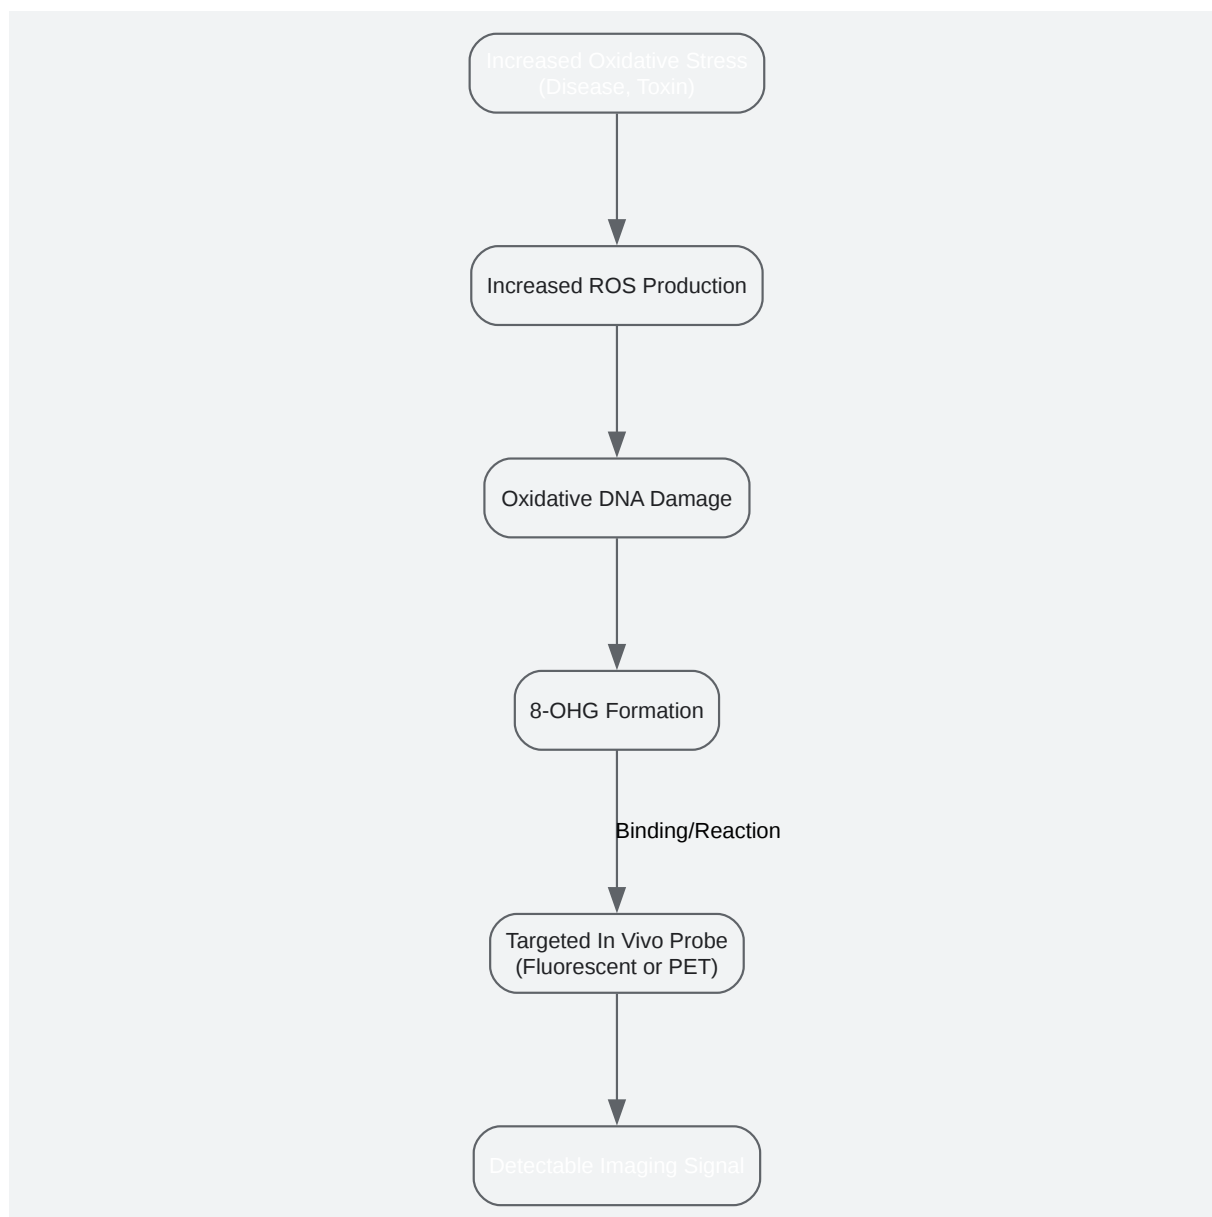 Increased Oxidative Stress
(Disease, Toxin)
Increased ROS Production
Oxidative DNA Damage
8-OHG Formation
Binding/Reaction
Targeted In Vivo Probe
(Fluorescent or PET)
Detectable Imaging Signal